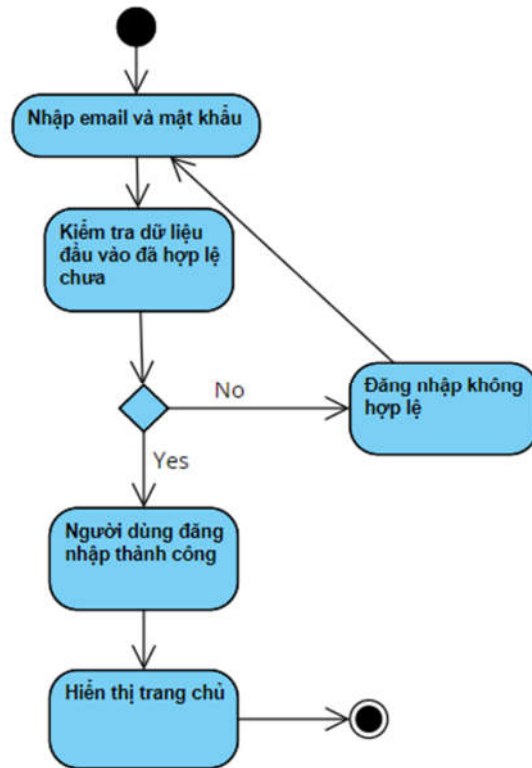 Nhập email và mật khẩu
Kiểm tra dữ liệu
đầu vào đã hợp lệ
chưa
No
Đăng nhập không
hợp lệ
Yes
Người dùng đăng
nhập thành công
Hiển thị trang chủ